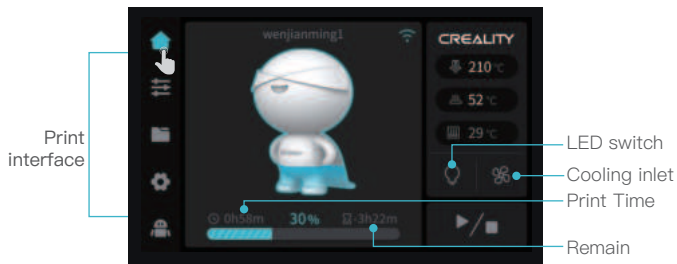 wenjianming1
CREALITY
210 °C
52 °C
29 °C
Print
interface
LED switch
Cooling inlet
Print Time
0h58m
30%
-3h22m
Remain